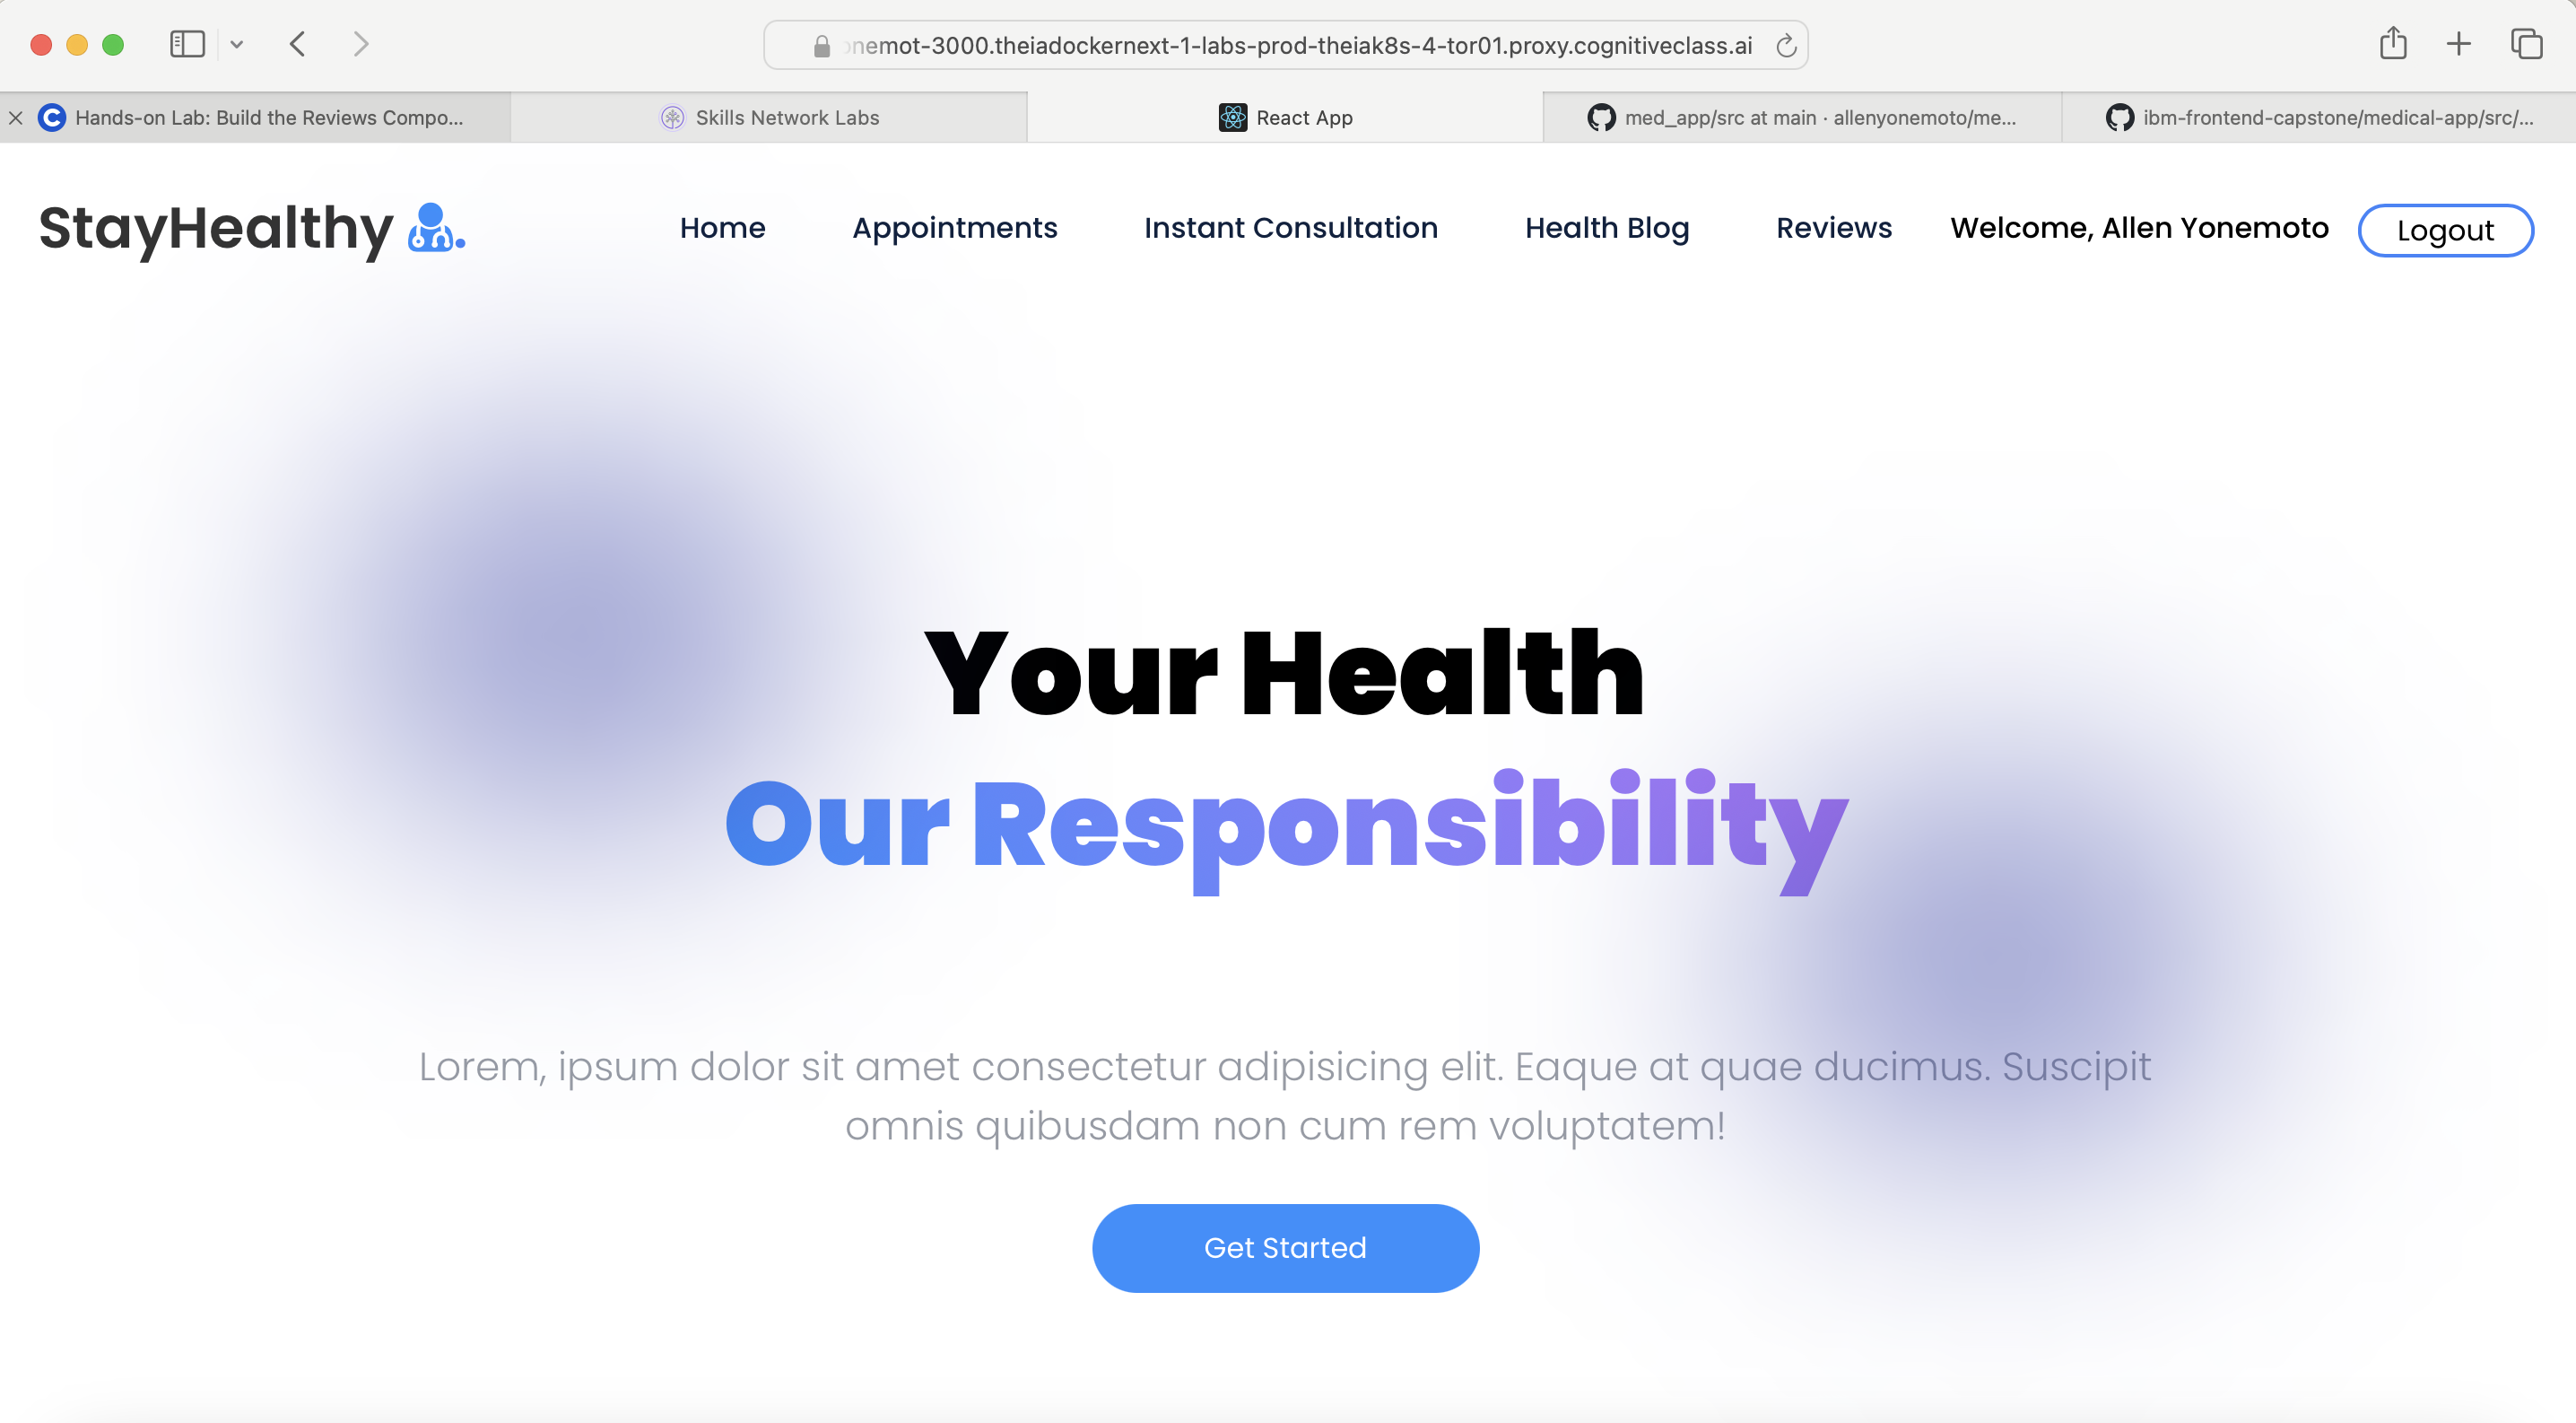 nemot-3000.theiadockernext-1-labs-prod-theiak8s-4-tor01.proxy.cognitiveclass.ai
Hands-on Lab: Build the Reviews Compo...
Skills Network Labs
React App
med_app/src at main · allenyonemoto/me...
ibm-frontend-capstone/medical-app/src/...
StayHealthy
Home
Appointments
Instant Consultation
Health Blog
Reviews
Welcome, Allen Yonemoto
Logout
Your Health
Our Responsibility
Lorem, ipsum dolor sit amet consectetur adipisicing elit. Eaque at quae ducimus. Suscipit
omnis quibusdam non cum rem voluptatem!
Get Started